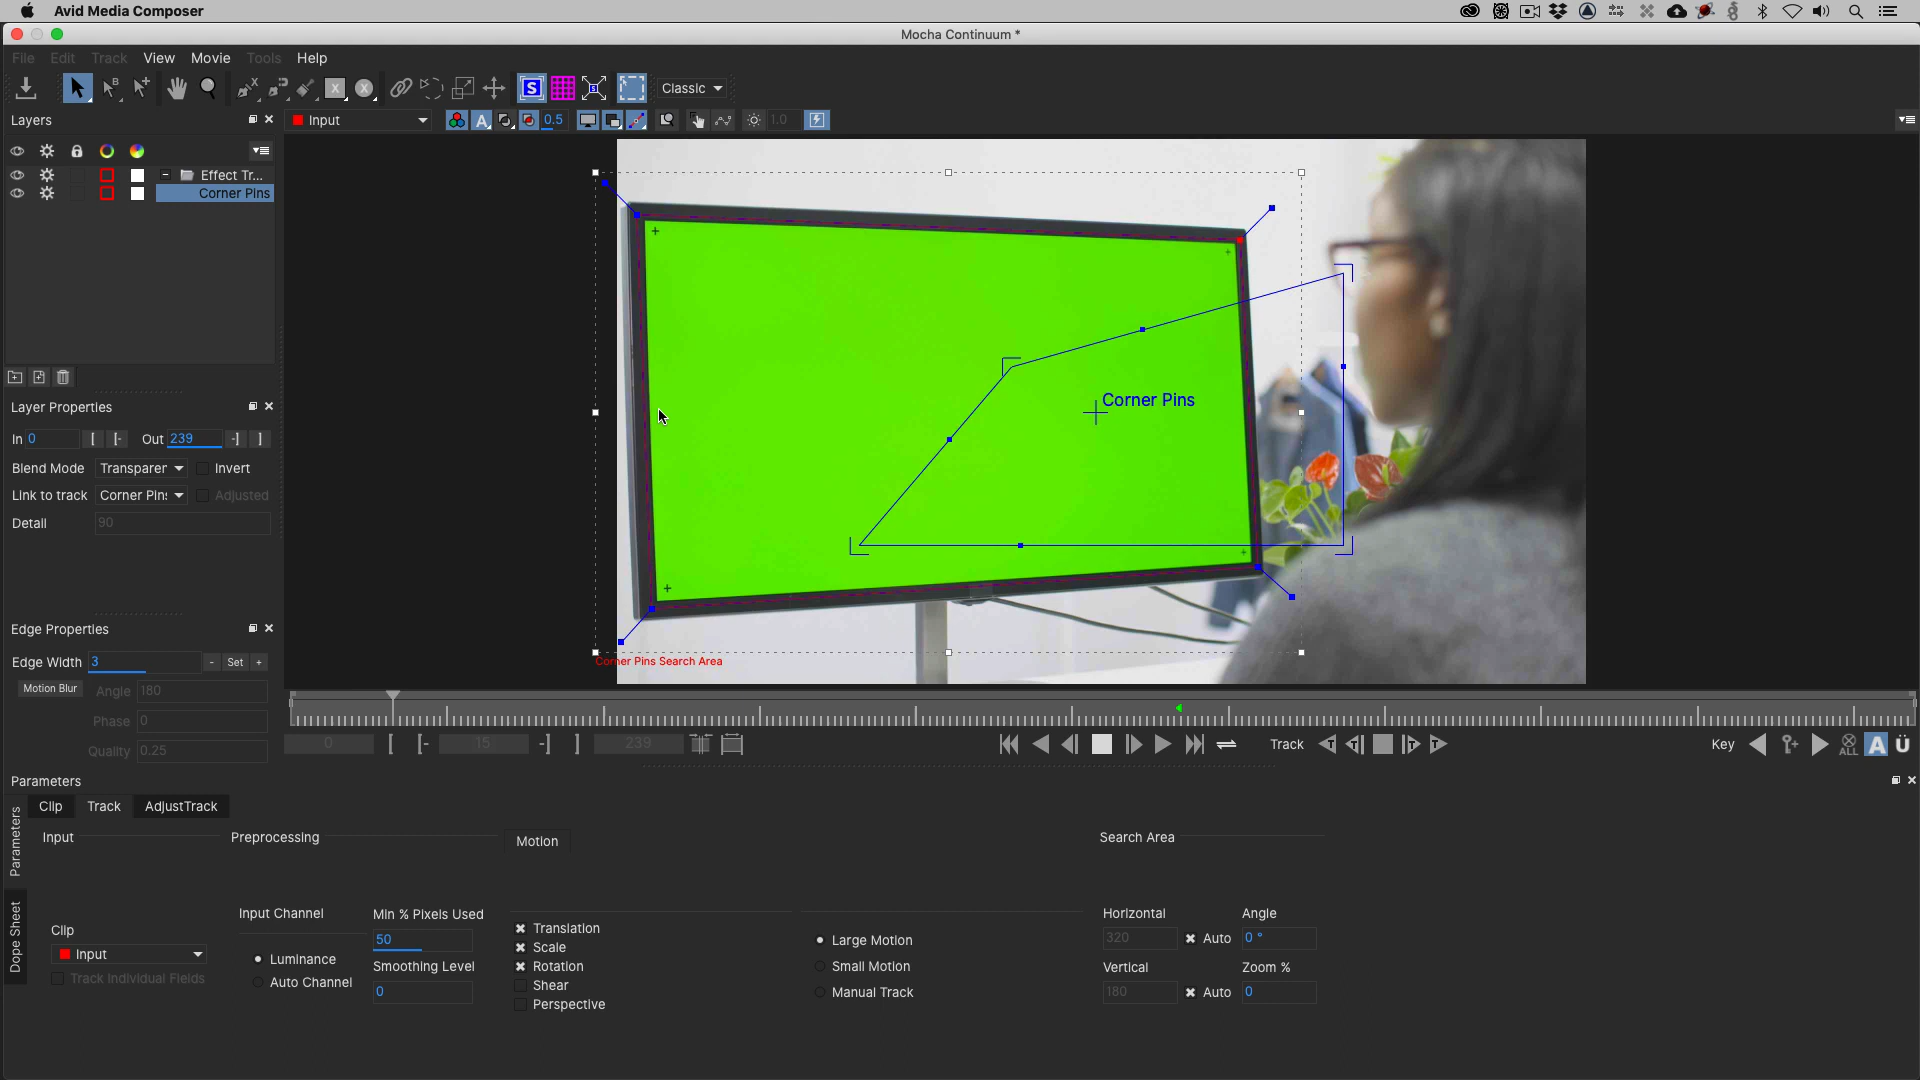 Avid Media Composer
Mocha Continuum *
File Edit Track View Movie Tools Help
Classic
Layers
Input
A
0.5
1.0
Effect Tr...
Corner Pins
Layer Properties
In 0 [ [- Out 239 -] ]
Blend Mode Transparer Invert
Link to track Corner Pin: Adjusted
Detail 90
Edge Properties
Edge Width 3 - Set +
Motion Blur Angle 180
Phase 0
Quality 0.25
Corner Pins
Corner Pins Search Area
0 [ [- 15 -] ] 239
Track
Key
ALL
A
Parameters
Clip Track AdjustTrack
Parameters
Dope Sheet
Input
Clip
Input
Track Individual Fields
Preprocessing
Input Channel
Luminance
Auto Channel
Min % Pixels Used
50
Smoothing Level
0
Motion
Translation
Scale
Rotation
Shear
Perspective
Large Motion
Small Motion
Manual Track
Search Area
Horizontal Angle
320 Auto 0 °
Vertical Zoom %
180 Auto 0